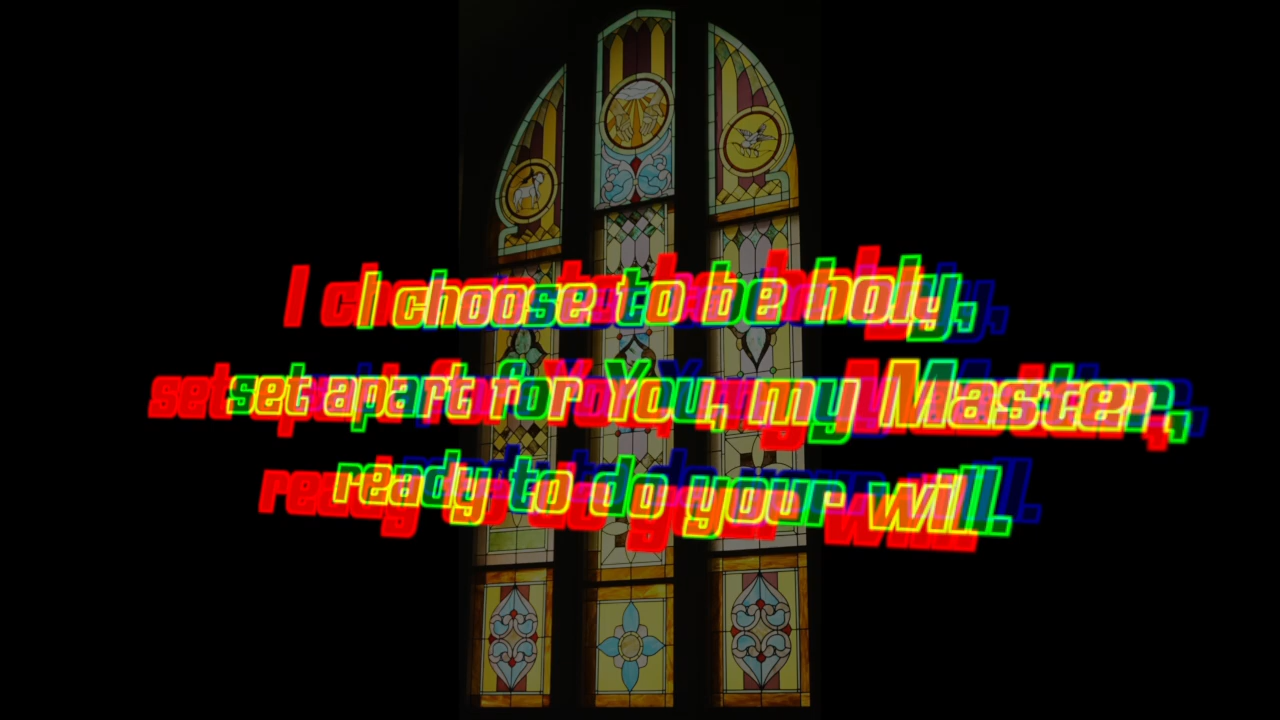 I choose to be holy,
set apart for You, my Master,
ready to do your will.